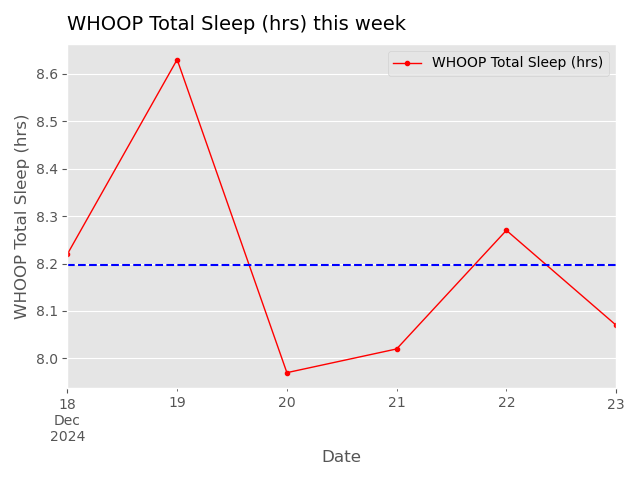 WHOOP Total Sleep (hrs) this week
WHOOP Total Sleep (hrs)
WHOOP Total Sleep (hrs)
8.6
8.5
8.4
8.3
8.2
8.1
8.0
18
Dec
2024
19
20
21
22
23
Date